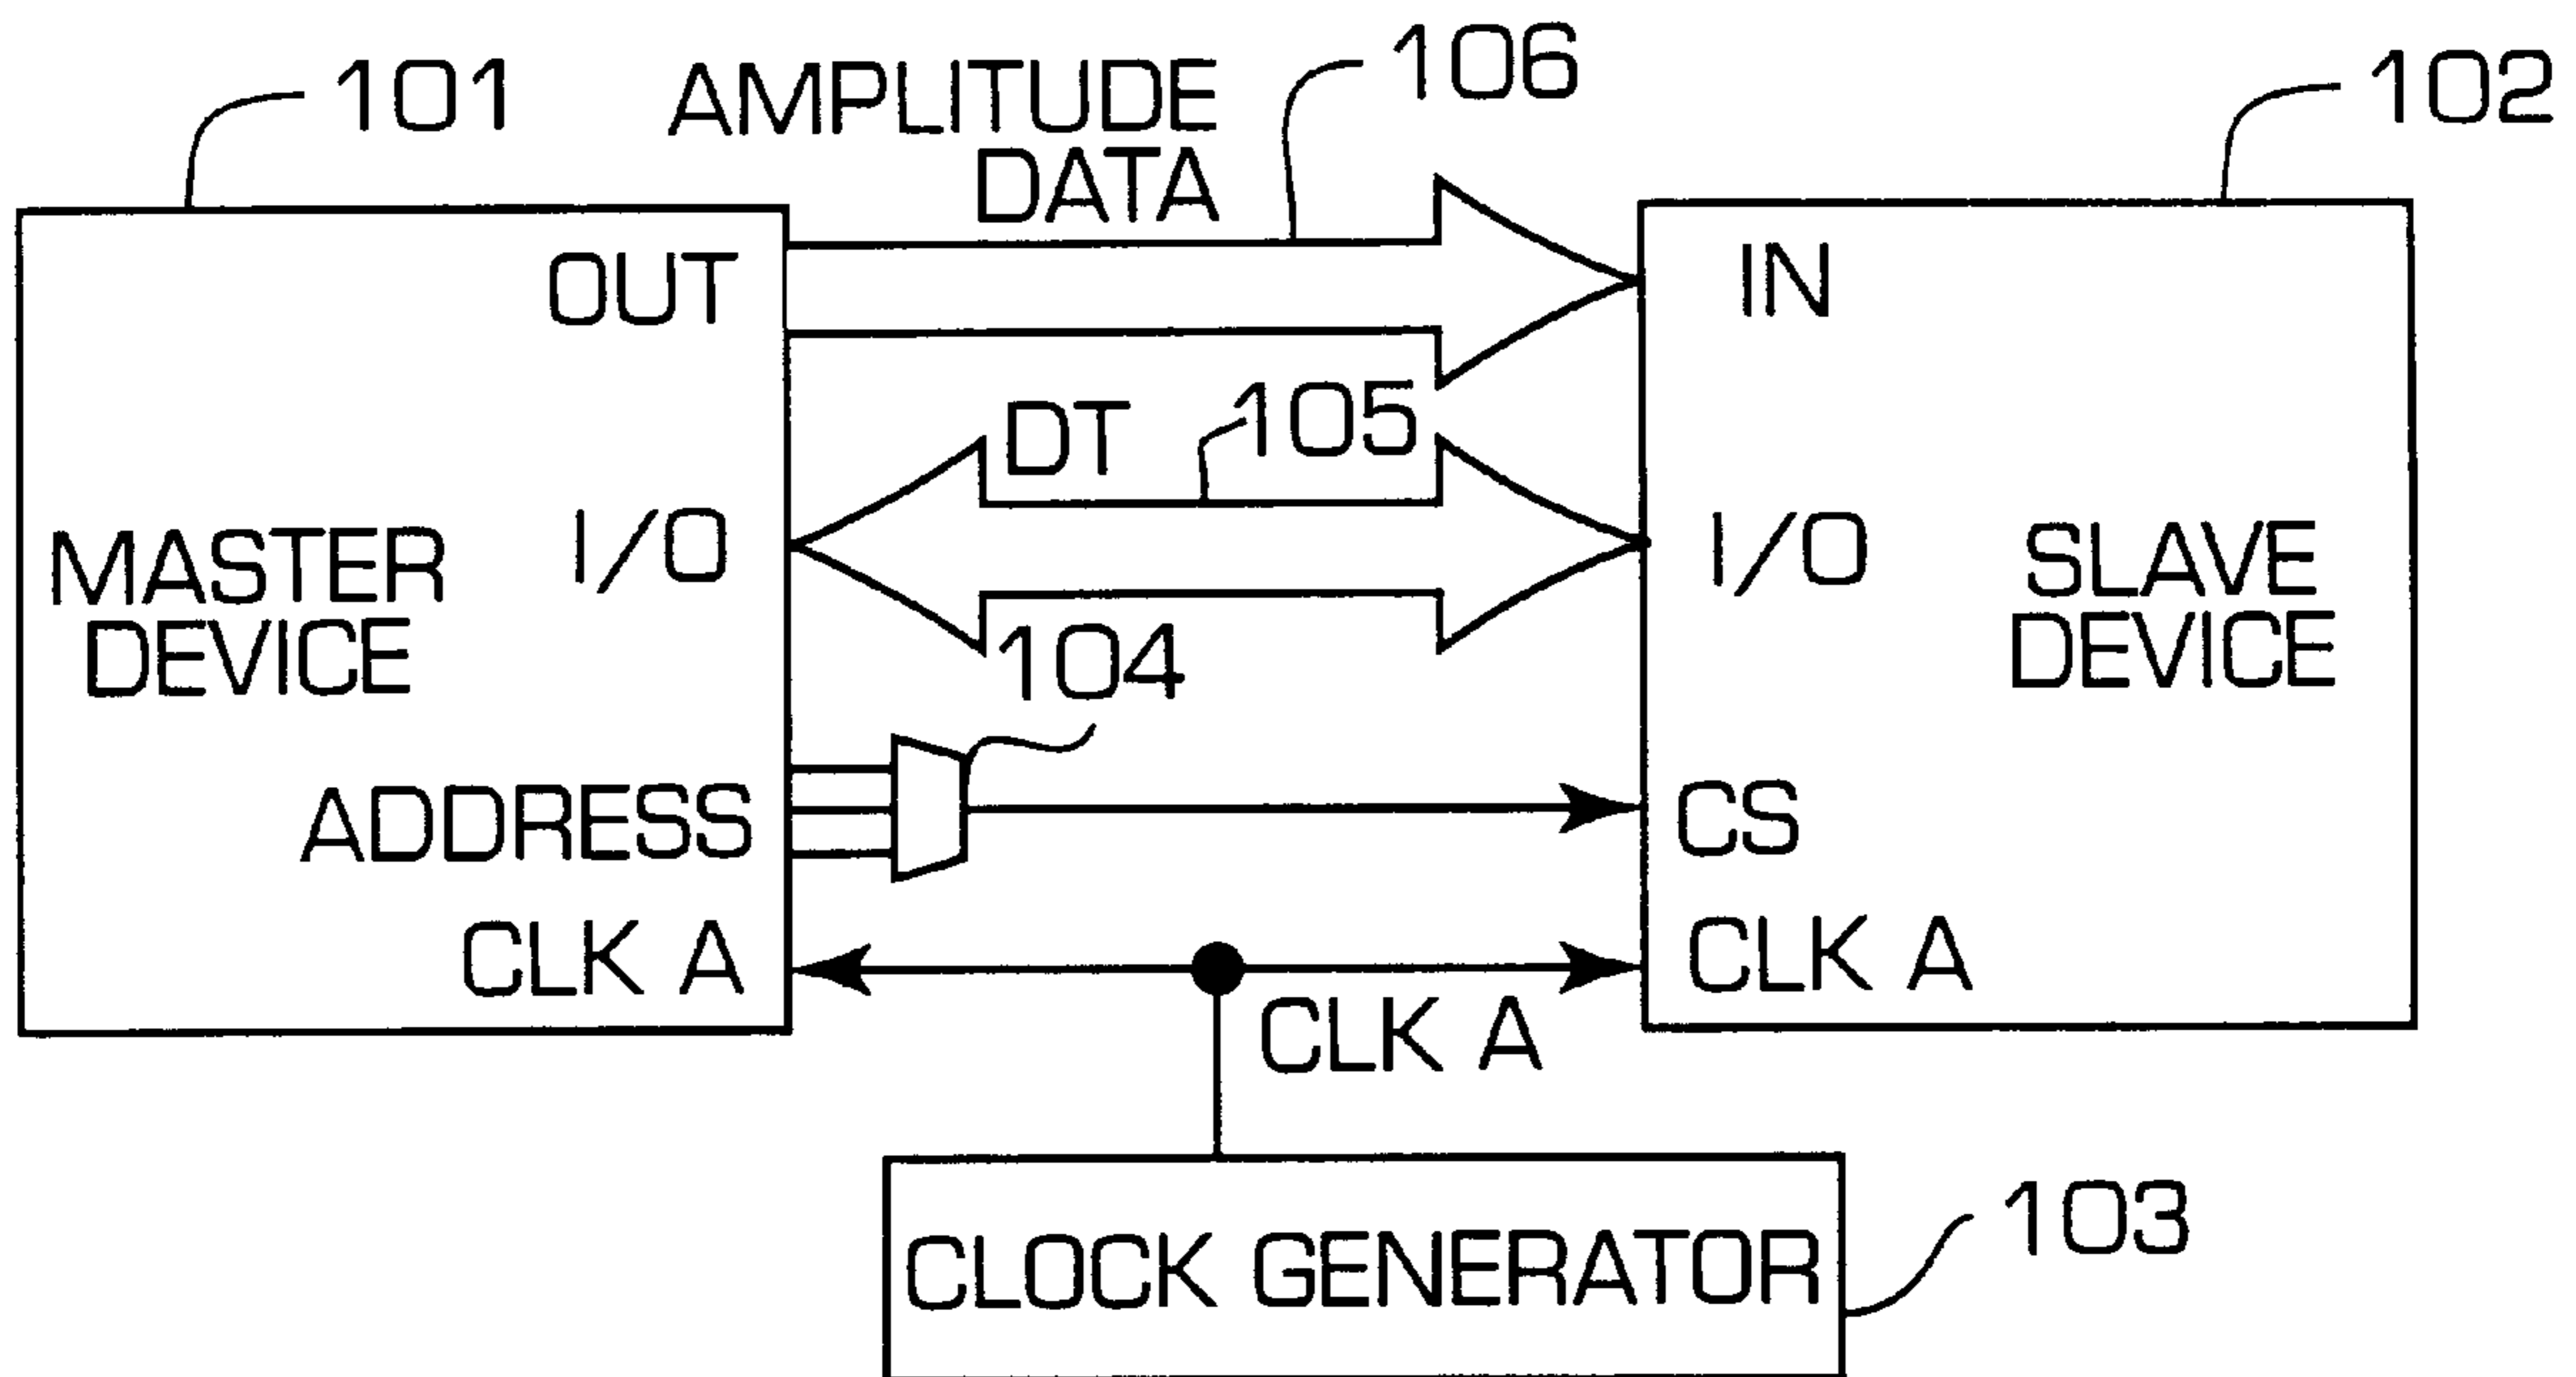 101
AMPLITUDE
DATA
106
102
OUT
IN
DT
105
I/O
I/O
MASTER
DEVICE
SLAVE
DEVICE
104
ADDRESS
CS
CLK A
CLK A
CLK A
CLOCK GENERATOR
103